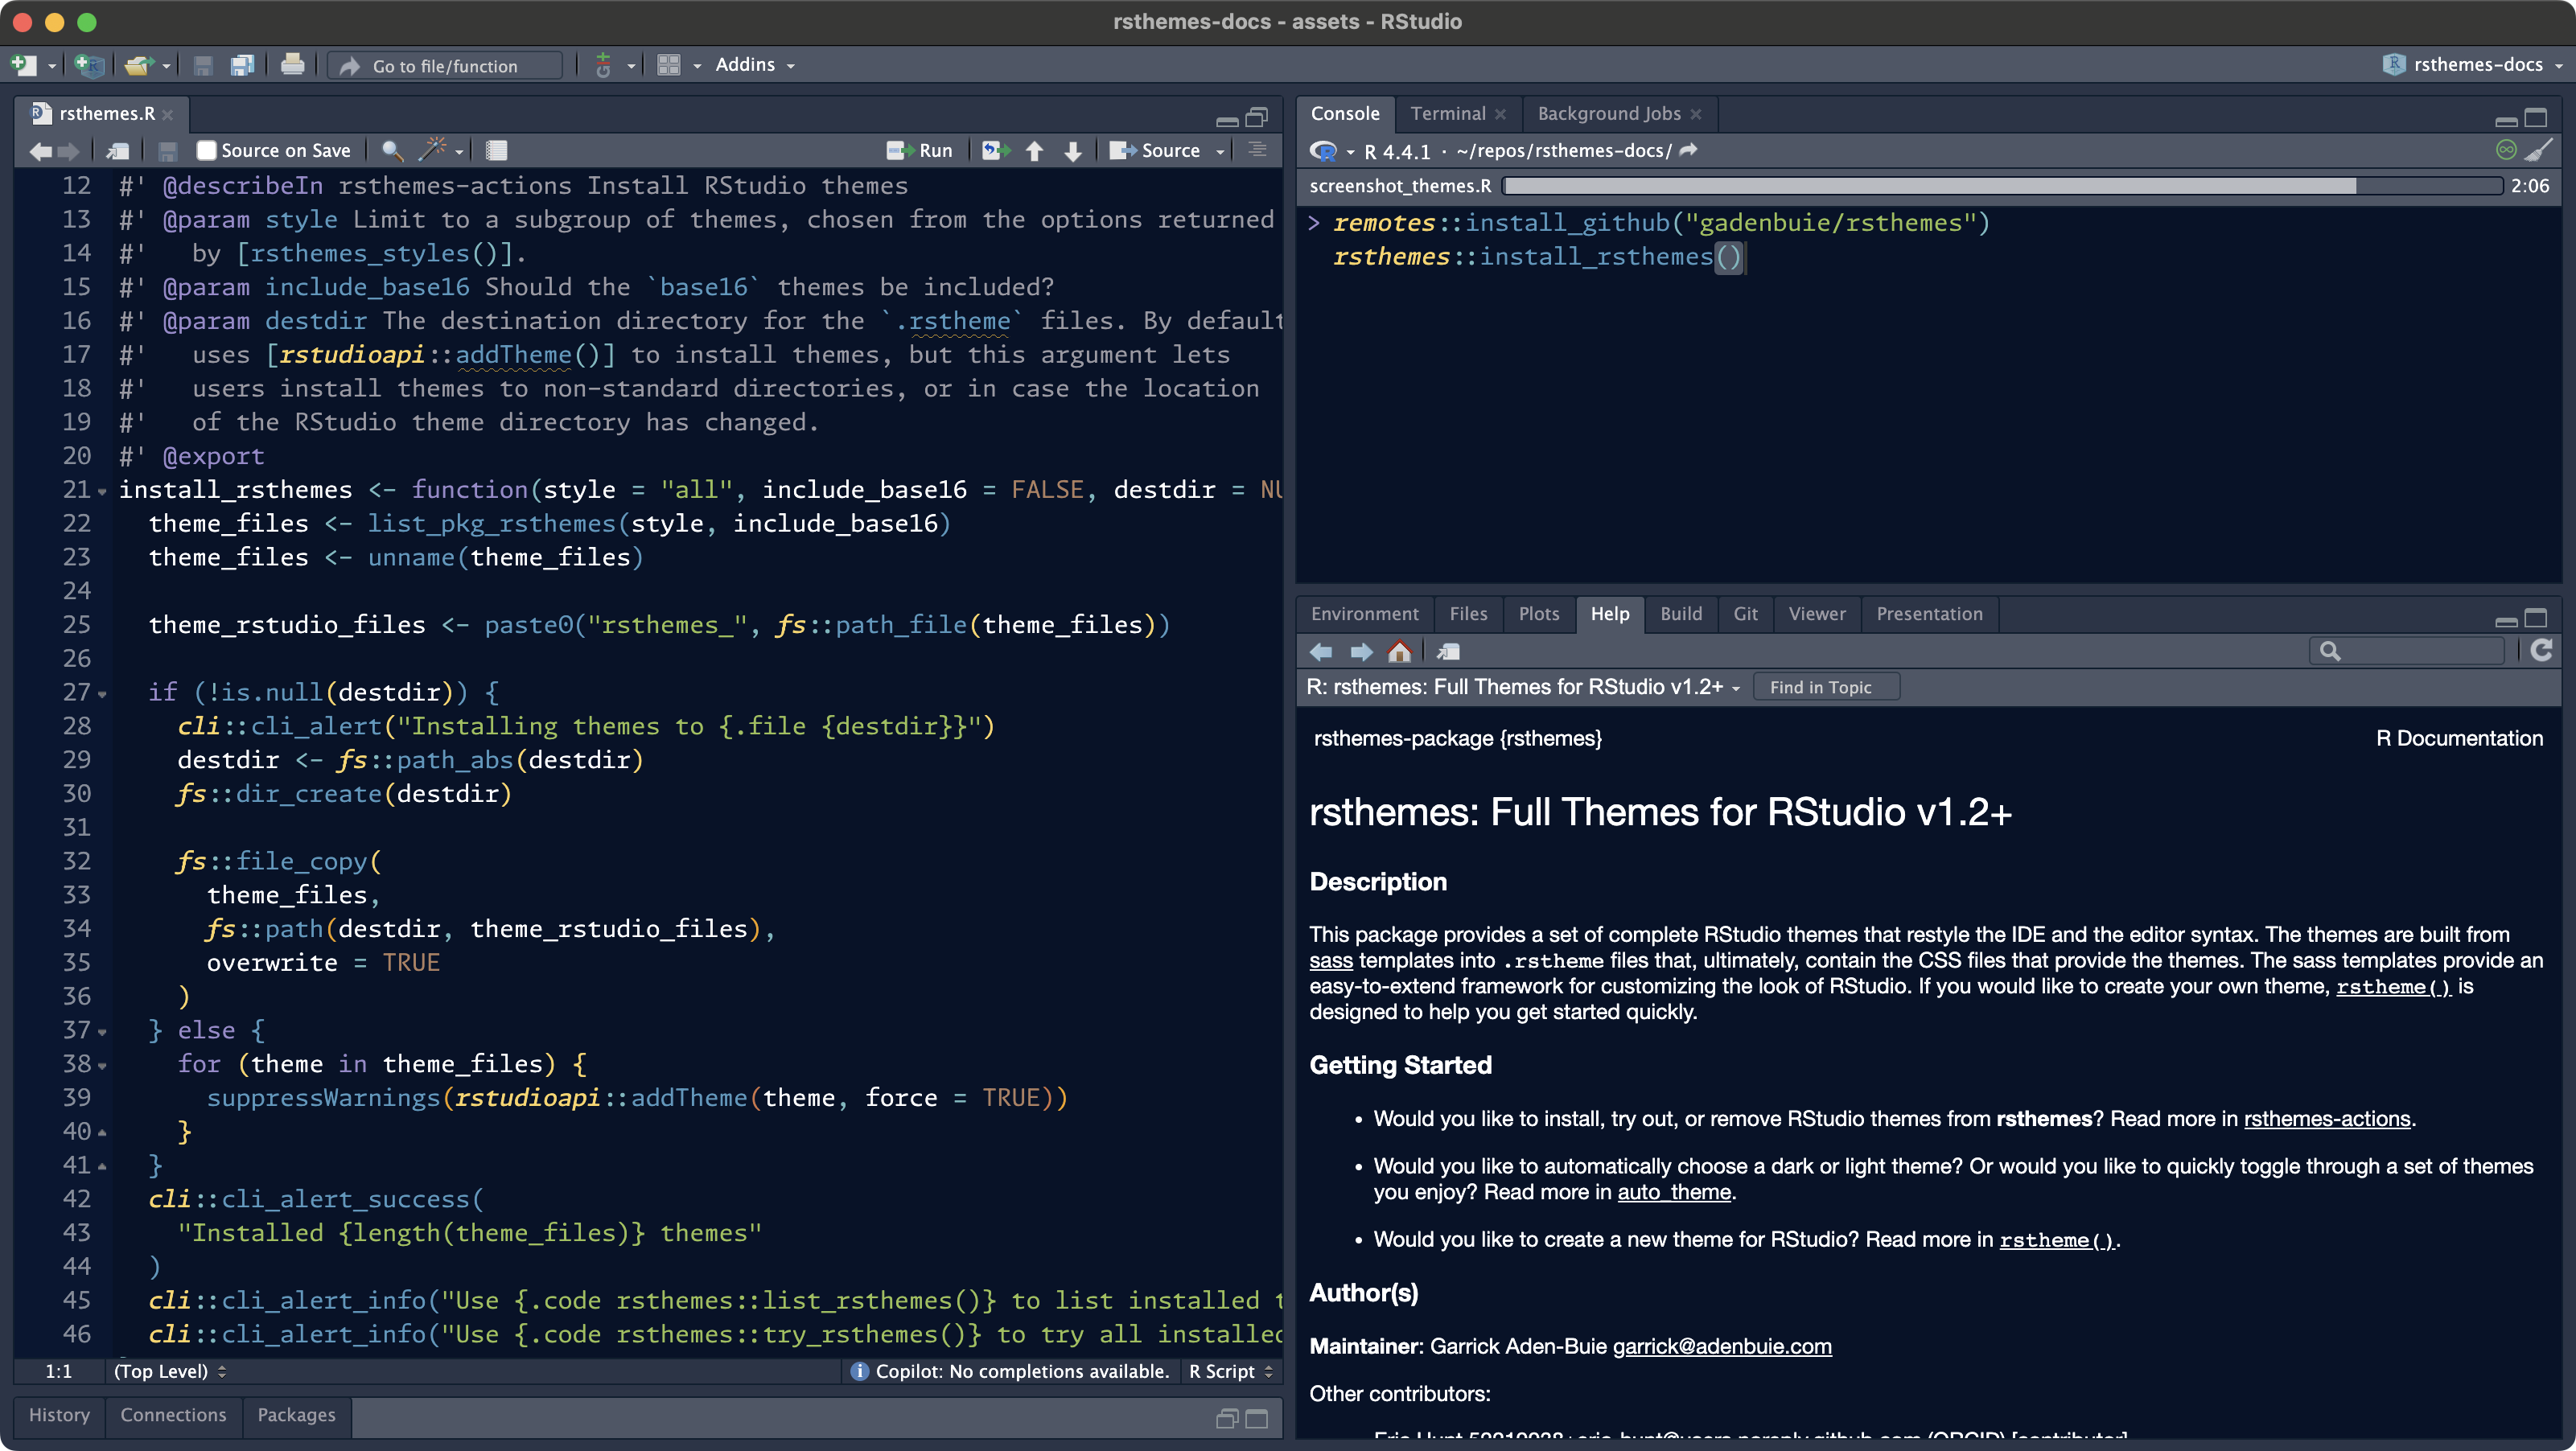 rsthemes-docs - assets - RStudio
Go to file/function
Addins
rsthemes-docs
rsthemes.R
Source on Save
Run
Source
12 #' @describeIn rsthemes-actions Install RStudio themes
13 #' @param style Limit to a subgroup of themes, chosen from the options returned
14 #'   by [rsthemes_styles()].
15 #' @param include_base16 Should the `base16` themes be included?
16 #' @param destdir The destination directory for the `.rstheme` files. By default
17 #'   uses [rstudioapi::addTheme()] to install themes, but this argument lets
18 #'   users install themes to non-standard directories, or in case the location
19 #'   of the RStudio theme directory has changed.
20 #' @export
21 install_rsthemes <- function(style = "all", include_base16 = FALSE, destdir = NU
22   theme_files <- list_pkg_rsthemes(style, include_base16)
23   theme_files <- unname(theme_files)
24
25   theme_rstudio_files <- paste0("rsthemes_", fs::path_file(theme_files))
26
27   if (!is.null(destdir)) {
28     cli::cli_alert("Installing themes to {.file {destdir}}")
29     destdir <- fs::path_abs(destdir)
30     fs::dir_create(destdir)
31
32     fs::file_copy(
33       theme_files,
34       fs::path(destdir, theme_rstudio_files),
35       overwrite = TRUE
36     )
37   } else {
38     for (theme in theme_files) {
39       suppressWarnings(rstudioapi::addTheme(theme, force = TRUE))
40     }
41   }
42   cli::cli_alert_success(
43     "Installed {length(theme_files)} themes"
44   )
45   cli::cli_alert_info("Use {.code rsthemes::list_rsthemes()} to list installed t
46   cli::cli_alert_info("Use {.code rsthemes::try_rsthemes()} to try all installed
1:1 (Top Level)
Copilot: No completions available.
R Script
History Connections Packages
Console Terminal Background Jobs
R 4.4.1 · ~/repos/rsthemes-docs/
screenshot_themes.R 2:06
> remotes::install_github("gadenbuie/rsthemes")
rsthemes::install_rsthemes()
Environment Files Plots Help Build Git Viewer Presentation
R: rsthemes: Full Themes for RStudio v1.2+
Find in Topic
rsthemes-package {rsthemes}
R Documentation
rsthemes: Full Themes for RStudio v1.2+
Description
This package provides a set of complete RStudio themes that restyle the IDE and the editor syntax. The themes are built from
sass templates into .rstheme files that, ultimately, contain the CSS files that provide the themes. The sass templates provide an
easy-to-extend framework for customizing the look of RStudio. If you would like to create your own theme, rstheme() is
designed to help you get started quickly.
Getting Started
• Would you like to install, try out, or remove RStudio themes from rsthemes? Read more in rsthemes-actions.
• Would you like to automatically choose a dark or light theme? Or would you like to quickly toggle through a set of themes
you enjoy? Read more in auto_theme.
• Would you like to create a new theme for RStudio? Read more in rstheme().
Author(s)
Maintainer: Garrick Aden-Buie garrick@adenbuie.com
Other contributors: